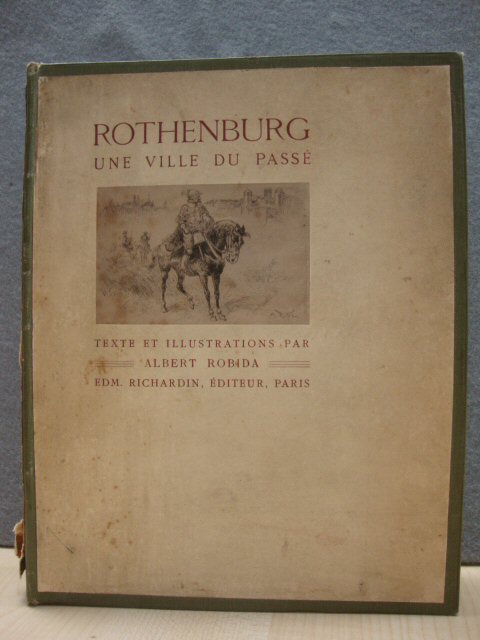 ROTHENBURG
UNE VILLE DU PASSÉ
TEXTE ET ILLUSTRATIONS PAR
ALBERT ROBIDA
EDM. RICHARDIN, ÉDITEUR, PARIS